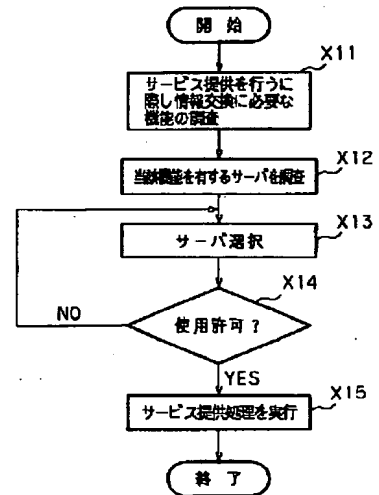 開始
X11
サービス提供を行うに
際し情報交換に必要な
機能の調査
X12
当該機能を有するサーバを調査
X13
サーバ選択
X14
使用許可？
NO
YES
X15
サービス提供処理を実行
終了